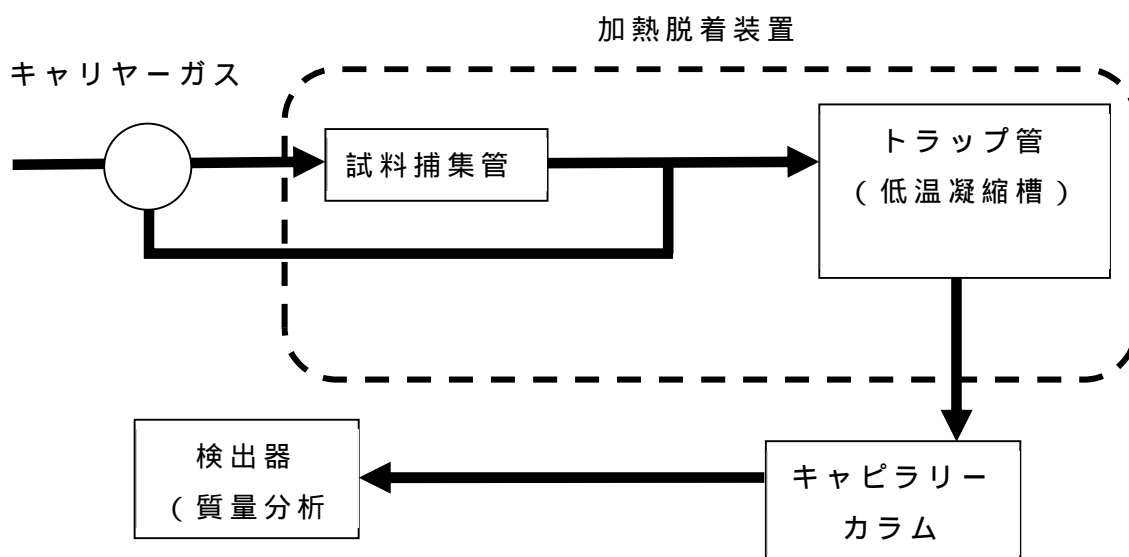 加熱脱着装置
キャリヤーガス
試料捕集管
トラップ管
(低温凝縮槽)
検出器
(質量分析
キャピラリー
カラム